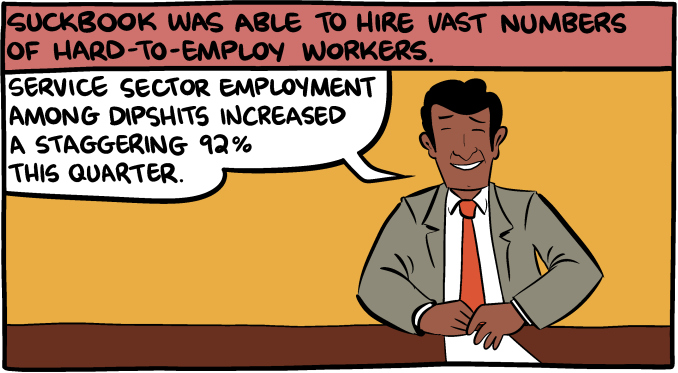 SUCKBOOK WAS ABLE TO HIRE VAST NUMBERS
OF HARD-TO-EMPLOY WORKERS.
SERVICE SECTOR EMPLOYMENT
AMONG DIPSHITS INCREASED
A STAGGERING 92%
THIS QUARTER.